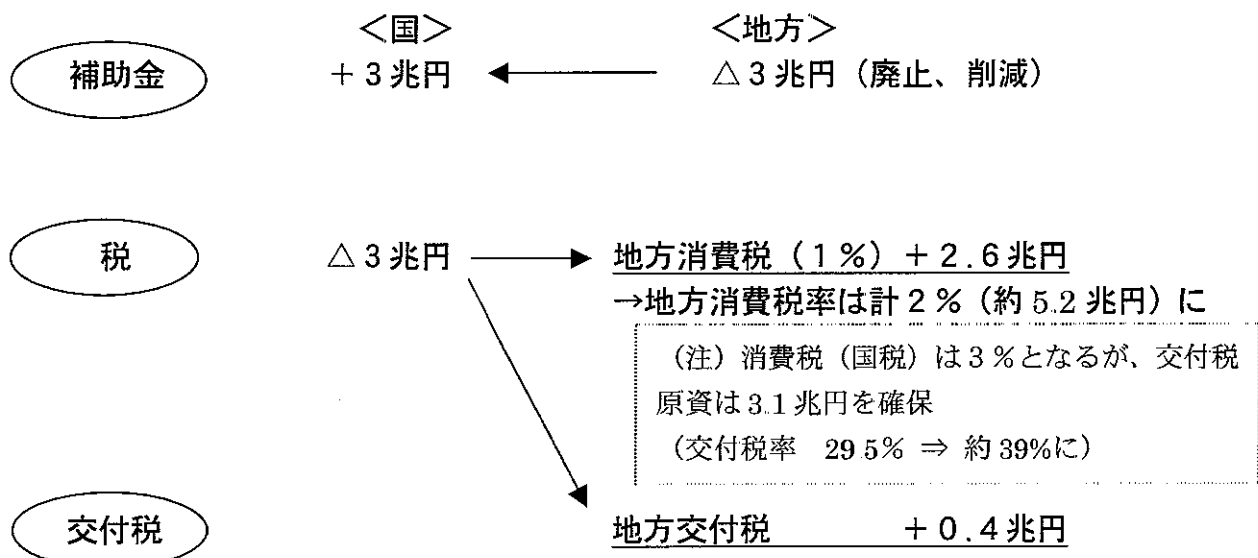 ＜国＞ ＜地方＞
補助金 ＋３兆円 △３兆円（廃止、削減）
税 △３兆円 地方消費税（１％）＋２.６兆円
→地方消費税率は計２％（約5.2兆円）に
（注）消費税（国税）は３％となるが、交付税
原資は3.1兆円を確保
（交付税率　29.5% ⇒ 約39%に）
交付税 地方交付税 ＋０.４兆円